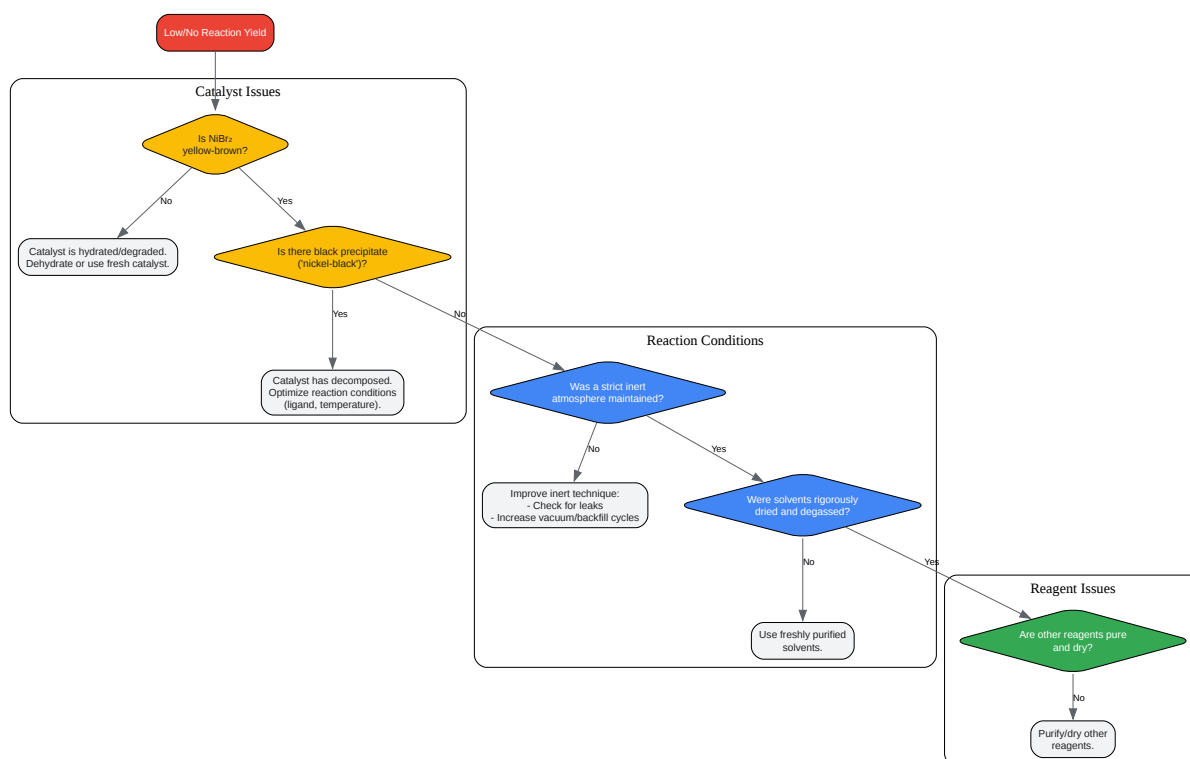 Low/No Reaction Yield
Catalyst Issues
Is NiBr₂
yellow-brown?
No
Yes
Catalyst is hydrated/degraded.
Dehydrate or use fresh catalyst.
Is there black precipitate
('nickel-black')?
Yes
No
Catalyst has decomposed.
Optimize reaction conditions
(ligand, temperature).
Reaction Conditions
Was a strict inert
atmosphere maintained?
No
Yes
Improve inert technique:
- Check for leaks
- Increase vacuum/backfill cycles
Were solvents rigorously
dried and degassed?
No
Yes
Use freshly purified
solvents.
Reagent Issues
Are other reagents pure
and dry?
No
Purify/dry other
reagents.